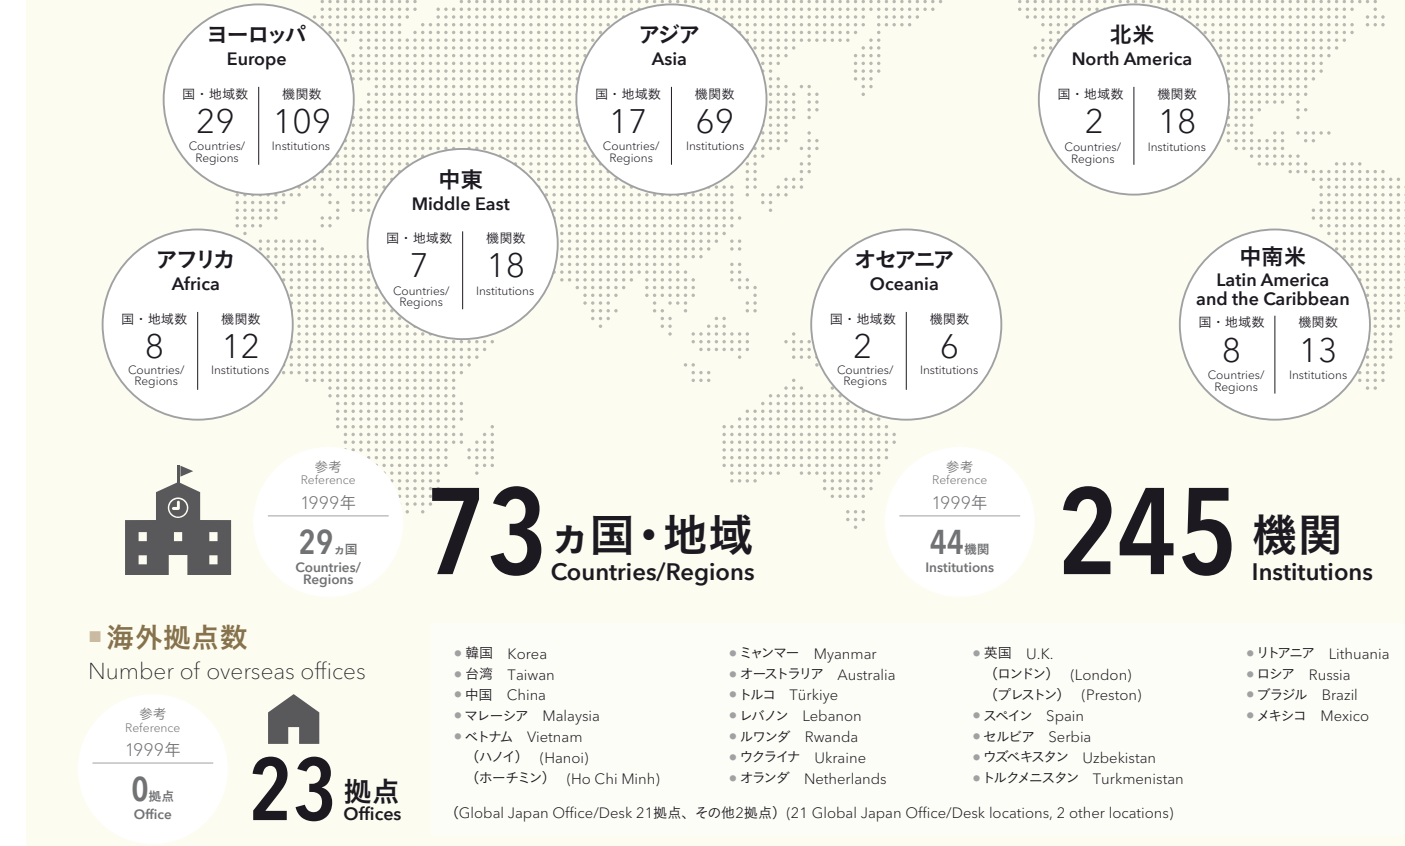 ヨーロッパ
Europe
国・地域数 機関数
29 109
Countries/ Institutions
Regions
アジア
Asia
国・地域数 機関数
17 69
Countries/ Institutions
Regions
北米
North America
国・地域数 機関数
2 18
Countries/ Institutions
Regions
中東
Middle East
国・地域数 機関数
7 18
Countries/ Institutions
Regions
アフリカ
Africa
国・地域数 機関数
8 12
Countries/ Institutions
Regions
オセアニア
Oceania
国・地域数 機関数
2 6
Countries/ Institutions
Regions
中南米
Latin America
and the Caribbean
国・地域数 機関数
8 13
Countries/ Institutions
Regions
参考
Reference
1999年
29ヵ国
Countries/
Regions
73ヵ国・地域
Countries/Regions
参考
Reference
1999年
44機関
Institutions
245機関
Institutions
■海外拠点数
Number of overseas offices
参考
Reference
1999年
0拠点
Office
23拠点
Offices
●韓国 Korea
●台湾 Taiwan
●中国 China
●マレーシア Malaysia
●ベトナム Vietnam
（ハノイ） (Hanoi)
（ホーチミン） (Ho Chi Minh)
●ミャンマー Myanmar
●オーストラリア Australia
●トルコ Türkiye
●レバノン Lebanon
●ルワンダ Rwanda
●ウクライナ Ukraine
●オランダ Netherlands
●英国 U.K.
（ロンドン） (London)
（プレストン） (Preston)
●スペイン Spain
●セルビア Serbia
●ウズベキスタン Uzbekistan
●トルクメニスタン Turkmenistan
●リトアニア Lithuania
●ロシア Russia
●ブラジル Brazil
●メキシコ Mexico
（Global Japan Office/Desk 21拠点、その他2拠点）(21 Global Japan Office/Desk locations, 2 other locations)